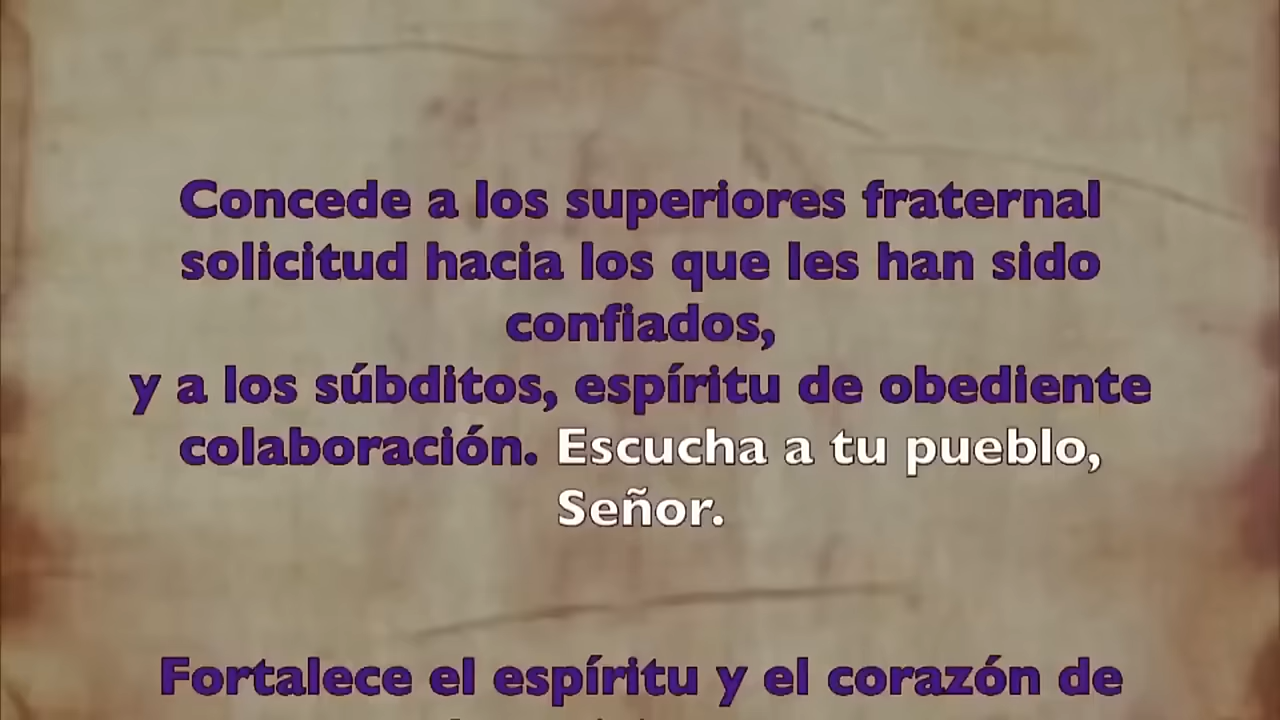 Concede a los superiores fraternal
solicitud hacia los que les han sido
confiados,
y a los súbditos, espíritu de obediente
colaboración. Escucha a tu pueblo,
Señor.
Fortalece el espíritu y el corazón de